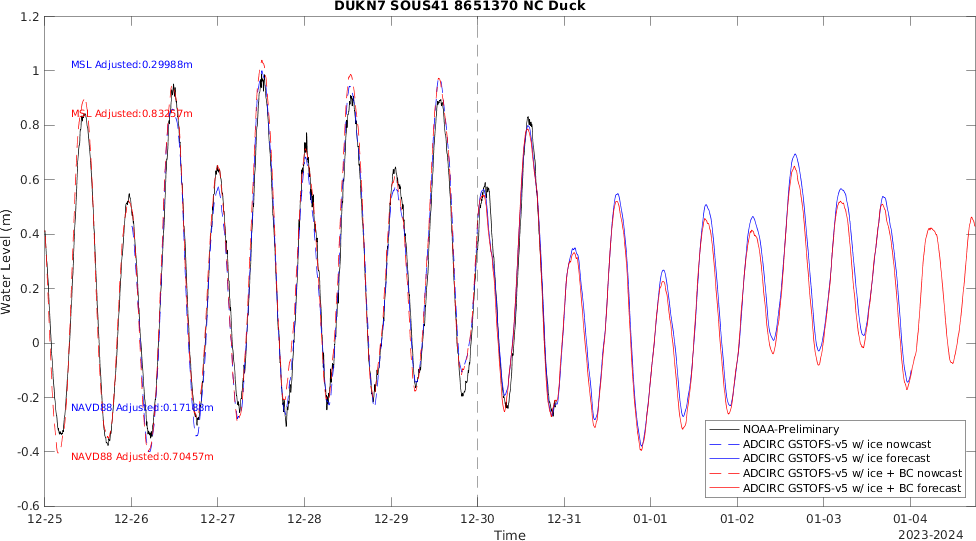 DUKN7 SOUS41 8651370 NC Duck
1.2
1
0.8
0.6
0.4
0.2
0
-0.2
-0.4
-0.6
Water Level (m)
MSL Adjusted:0.29988m
MSL Adjusted:0.83257m
NAVD88 Adjusted:0.17188m
NAVD88 Adjusted:0.70457m
NOAA-Preliminary
ADCIRC GSTOFS-v5 w/ ice nowcast
ADCIRC GSTOFS-v5 w/ ice forecast
ADCIRC GSTOFS-v5 w/ ice + BC nowcast
ADCIRC GSTOFS-v5 w/ ice + BC forecast
12-25 12-26 12-27 12-28 12-29 12-30 12-31 01-01 01-02 01-03 01-04
Time
2023-2024